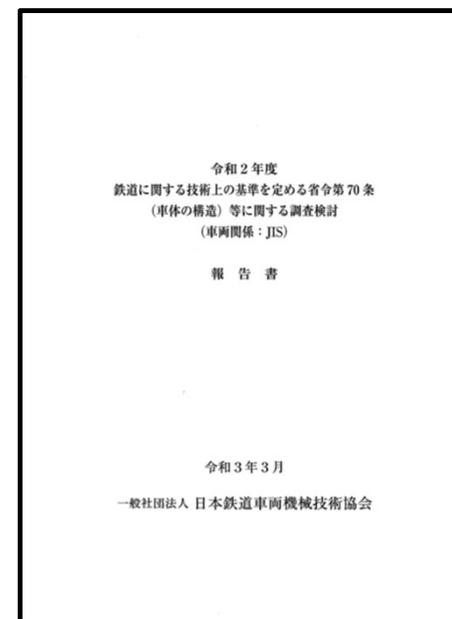 令和2年度
鉄道に関する技術上の基準を定める省令第70条
(車体の構造)等に関する調査検討
(車両関係:JIS)
報 告 書
令和3年3月
一般社団法人 日本鉄道車両機械技術協会